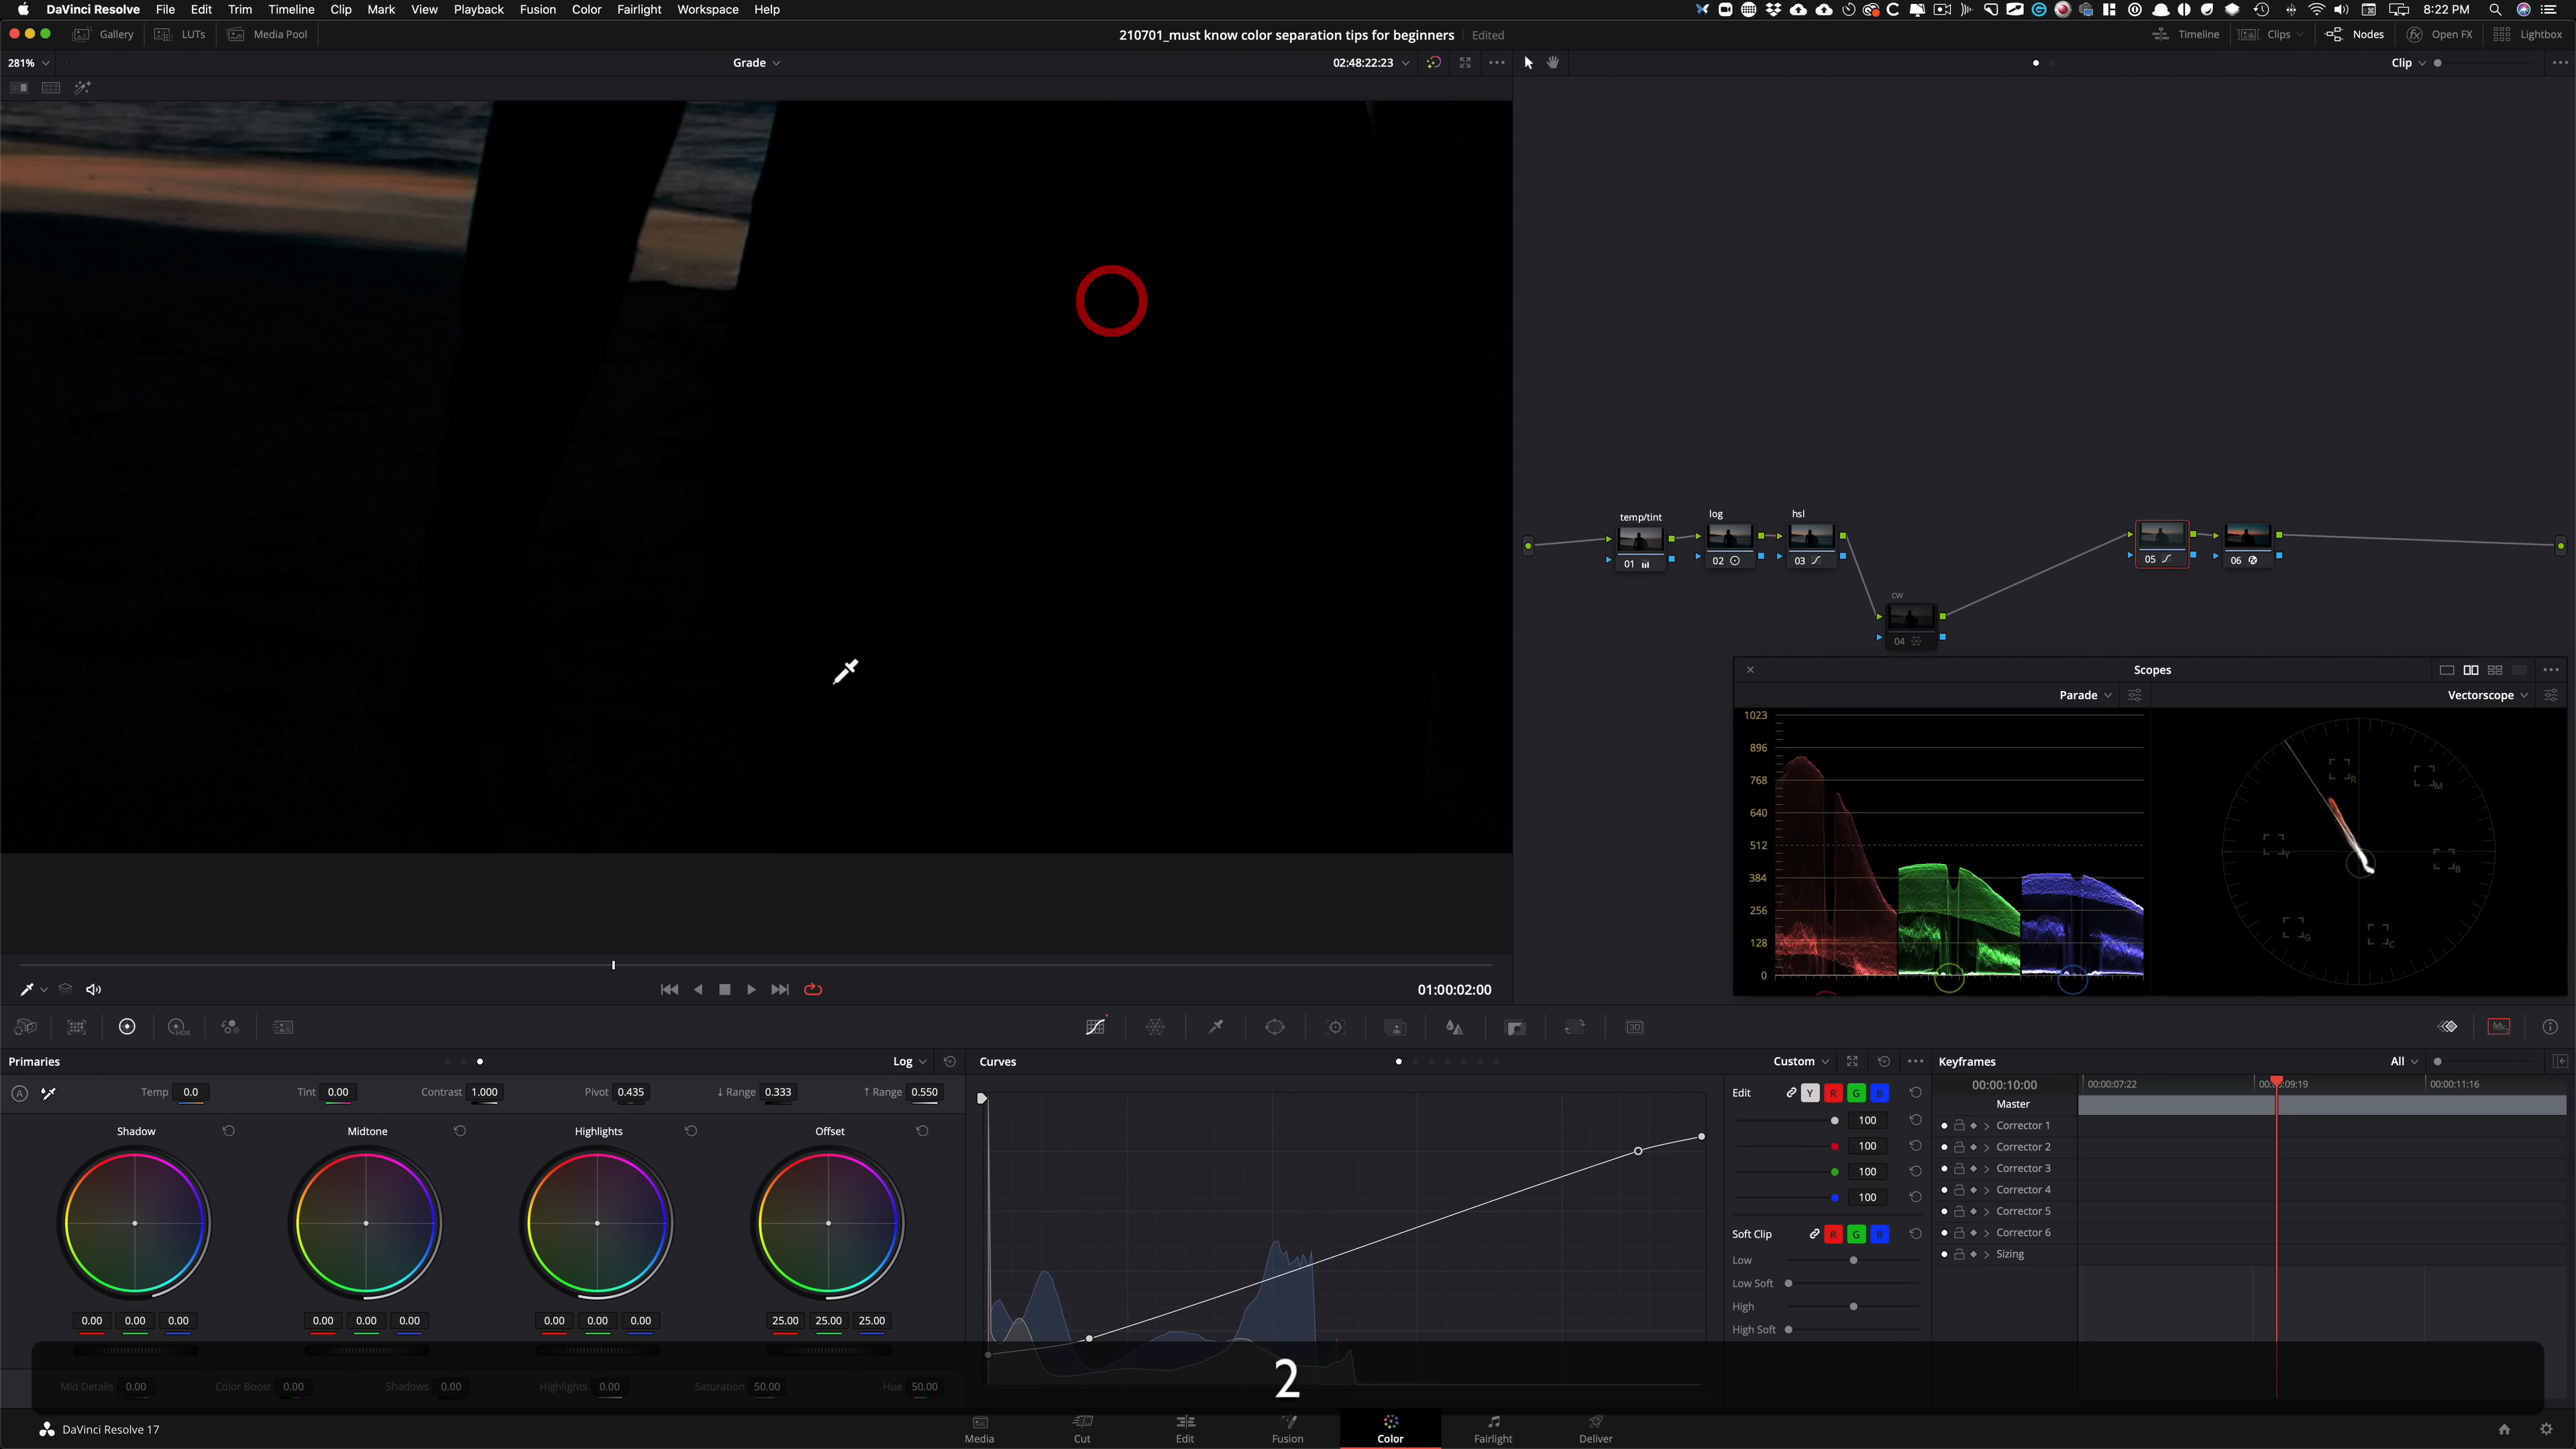 DaVinci Resolve File Edit Trim Timeline Clip Mark View Playback Fusion Color Fairlight Workspace Help 8:22 PM
Gallery LUTs Media Pool 210701_must know color separation tips for beginners Edited Timeline Clips Nodes Open FX Lightbox
281% Grade 02:48:22:23 Clip
temp/tint log hsl
01 02 03 05 06
CW
04
Scopes
Parade Vectorscope
1023
896
768
640
512
384
256
128
0
R M Y B G C
01:00:02:00
HDR 3D
Primaries Log Curves Custom Keyframes All
A Temp 0.0 Tint 0.00 Contrast 1.000 Pivot 0.435 ↓ Range 0.333 ↑ Range 0.550
Edit Y R G B
00:00:10:00 00:00:07:22 00:00:09:19 00:00:11:16
Master
Shadow Midtone Highlights Offset
100
100
100
100
Corrector 1
Corrector 2
Corrector 3
Corrector 4
Corrector 5
Corrector 6
Sizing
Soft Clip R G B
Low
Low Soft
High
High Soft
0.00 0.00 0.00 0.00 0.00 0.00 0.00 0.00 0.00 25.00 25.00 25.00
Mid Details 0.00 Color Boost 0.00 Shadows 0.00 Highlights 0.00 Saturation 50.00 Hue 50.00
2
DaVinci Resolve 17 Media Cut Edit Fusion Color Fairlight Deliver